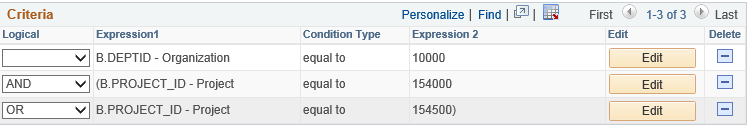 Criteria Personalize | Find | | First 1-3 of 3 Last
Logical Expression1 Condition Type Expression 2 Edit Delete
B.DEPTID - Organization equal to 10000 Edit
AND (B.PROJECT_ID - Project equal to 154000 Edit
OR B.PROJECT_ID - Project equal to 154500) Edit